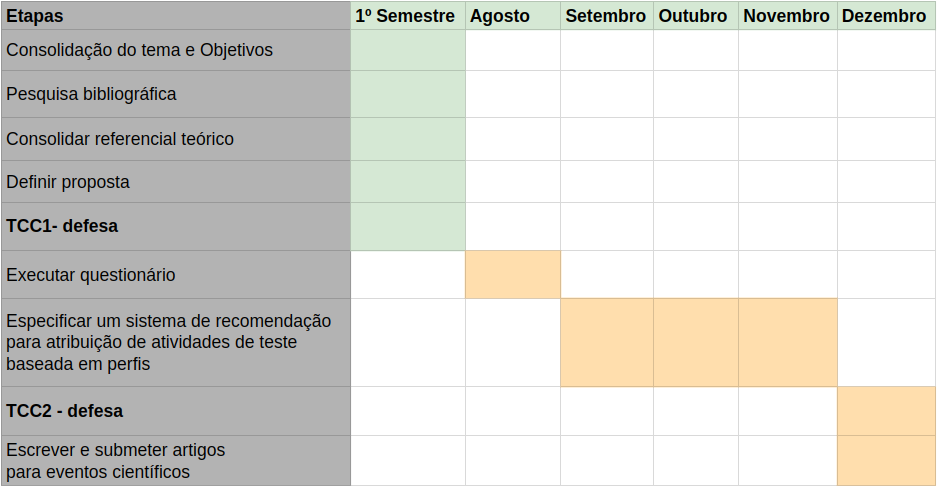 Etapas 1º Semestre Agosto Setembro Outubro Novembro Dezembro
Consolidação do tema e Objetivos
Pesquisa bibliográfica
Consolidar referencial teórico
Definir proposta
TCC1- defesa
Executar questionário
Especificar um sistema de recomendação
para atribuição de atividades de teste
baseada em perfis
TCC2 - defesa
Escrever e submeter artigos
para eventos científicos